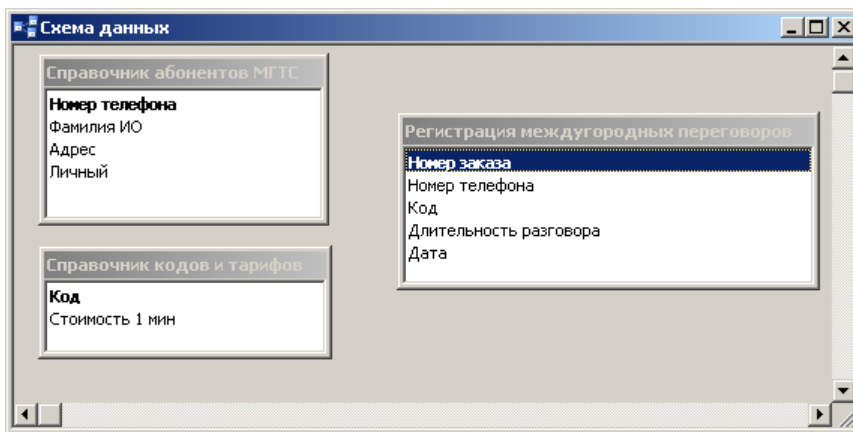 Схема данных
Справочник абонентов МГТС
Номер телефона
Фамилия ИО
Адрес
Личный
Регистрация междугородных переговоров
Номер заказа
Номер телефона
Код
Длительность разговора
Дата
Справочник кодов и тарифов
Код
Стоимость 1 мин